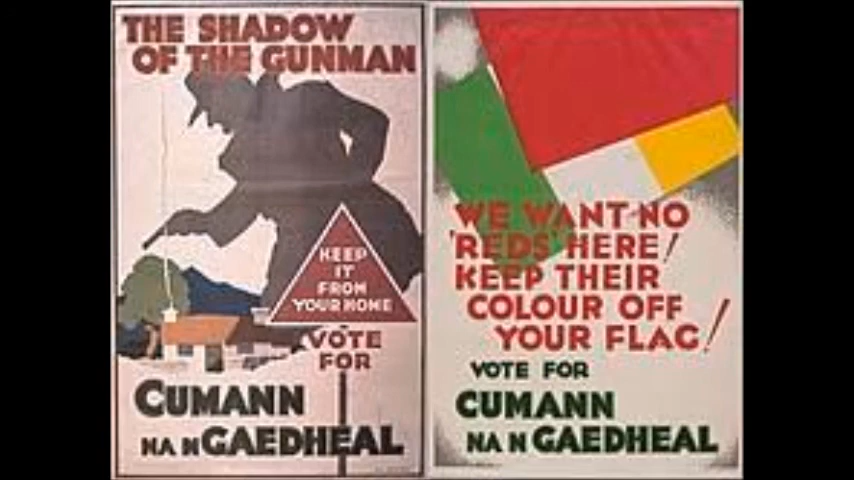 THE SHADOW
OF THE GUNMAN
KEEP
IT
FROM
YOUR HOME
VOTE
FOR
CUMANN
NA NGAEDHEAL
WE WANT NO
'REDS' HERE!
KEEP THEIR
COLOUR OFF
YOUR FLAG!
VOTE FOR
CUMANN
NA NGAEDHEAL